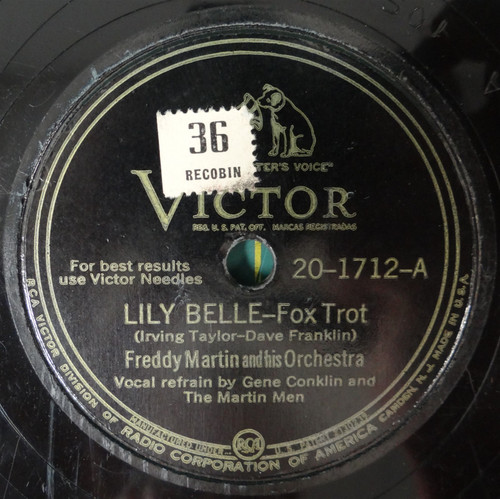 36
RECOBIN
TER'S VOICE"
VICTOR
REG. U.S. PAT. OFF. MARCAS REGISTRADAS
For best results
use Victor Needles
20-1712-A
LILY BELLE-Fox Trot
(Irving Taylor-Dave Franklin)
Freddy Martin and his Orchestra
Vocal refrain by Gene Conklin and
The Martin Men
MANUFACTURED UNDER
RCA
U.S. PATENT
RCA VICTOR DIVISION OF RADIO CORPORATION OF AMERICA CAMDEN, N. J. MADE IN U.S.A.